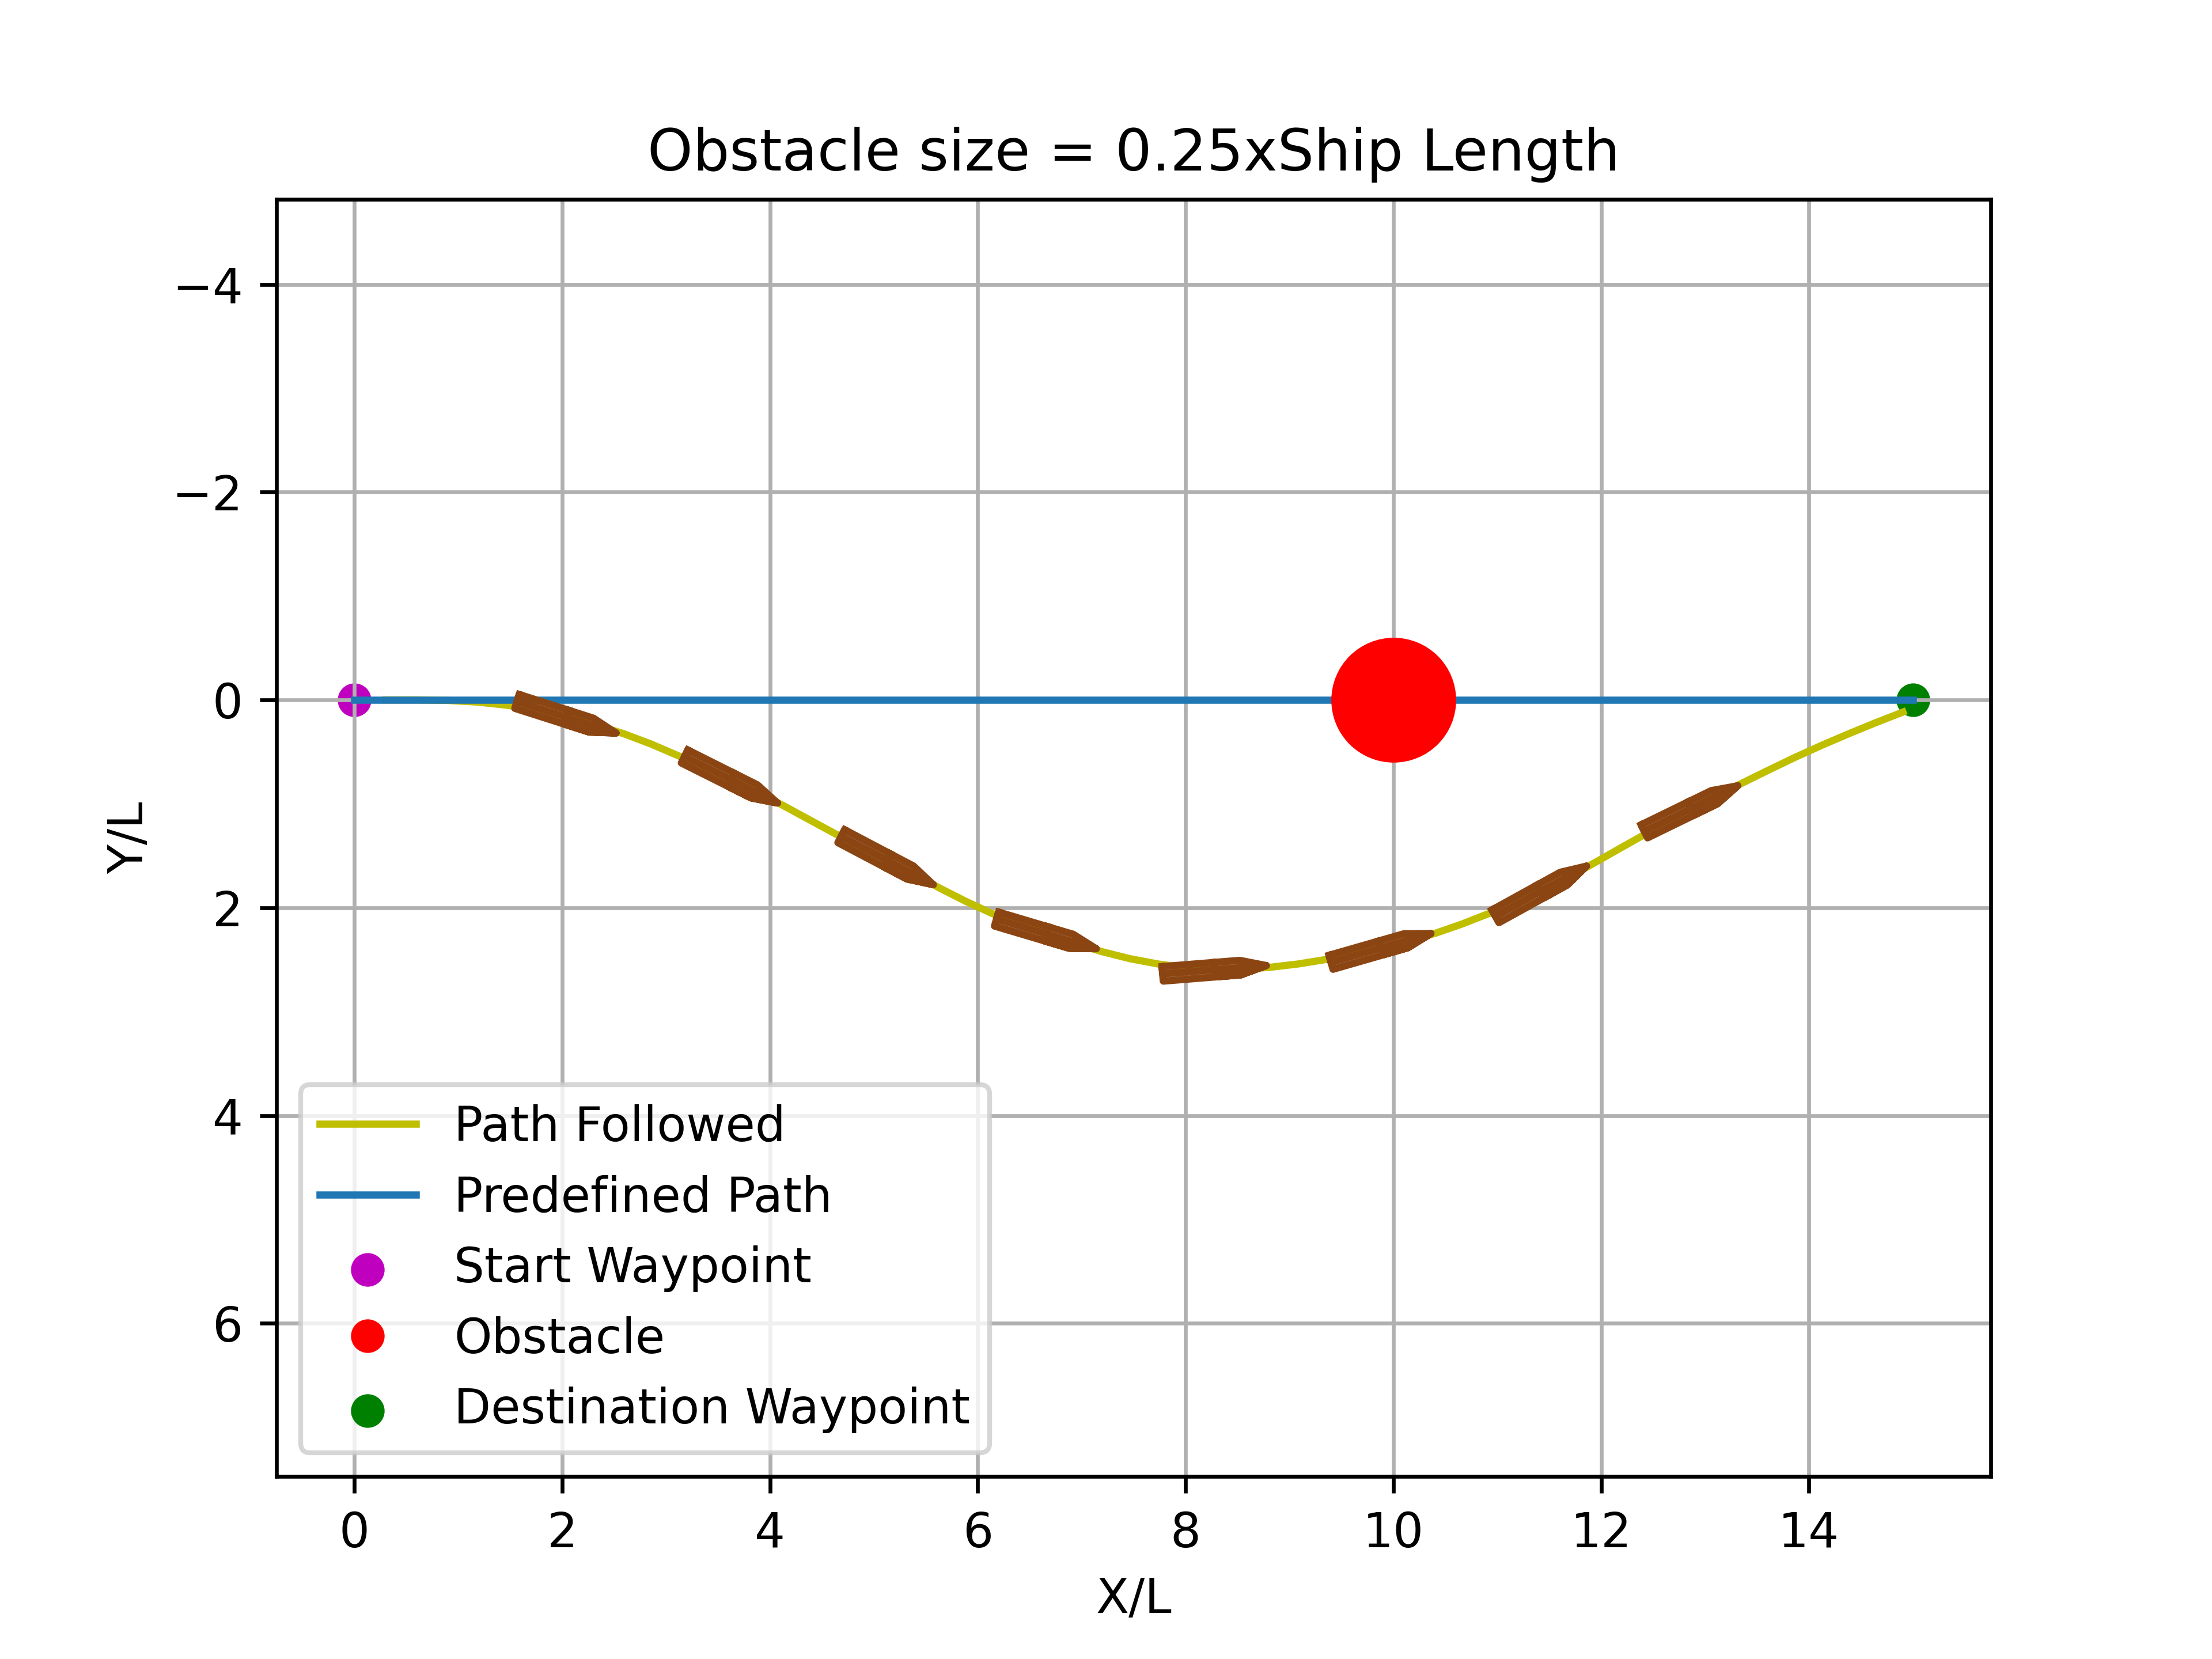 Obstacle size = 0.25xShip Length
−4
−2
0
2
4
6
Y/L
Path Followed
Predefined Path
Start Waypoint
Obstacle
Destination Waypoint
0 2 4 6 8 10 12 14
X/L